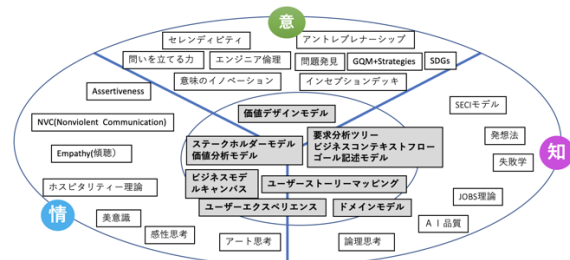 意
セレンディピティ
アントレプレナーシップ
問いを立てる力
エンジニア倫理
問題発見
GQM+Strategies
SDGs
意味のイノベーション
インセプションデッキ
Assertiveness
NVC(Nonviolent Communication)
Empathy(傾聴)
ホスピタリティー理論
情
美意識
感性思考
アート思考
論理思考
価値デザインモデル
ステークホルダーモデル
価値分析モデル
要求分析ツリー
ビジネスコンテキストフロー
ゴール記述モデル
ビジネスモデ
ルキャンバス
ユーザーストーリーマッピング
ユーザーエクスペリエンス
ドメインモデル
SECIモデル
発想法
知
失敗学
JOBS理論
ＡＩ品質